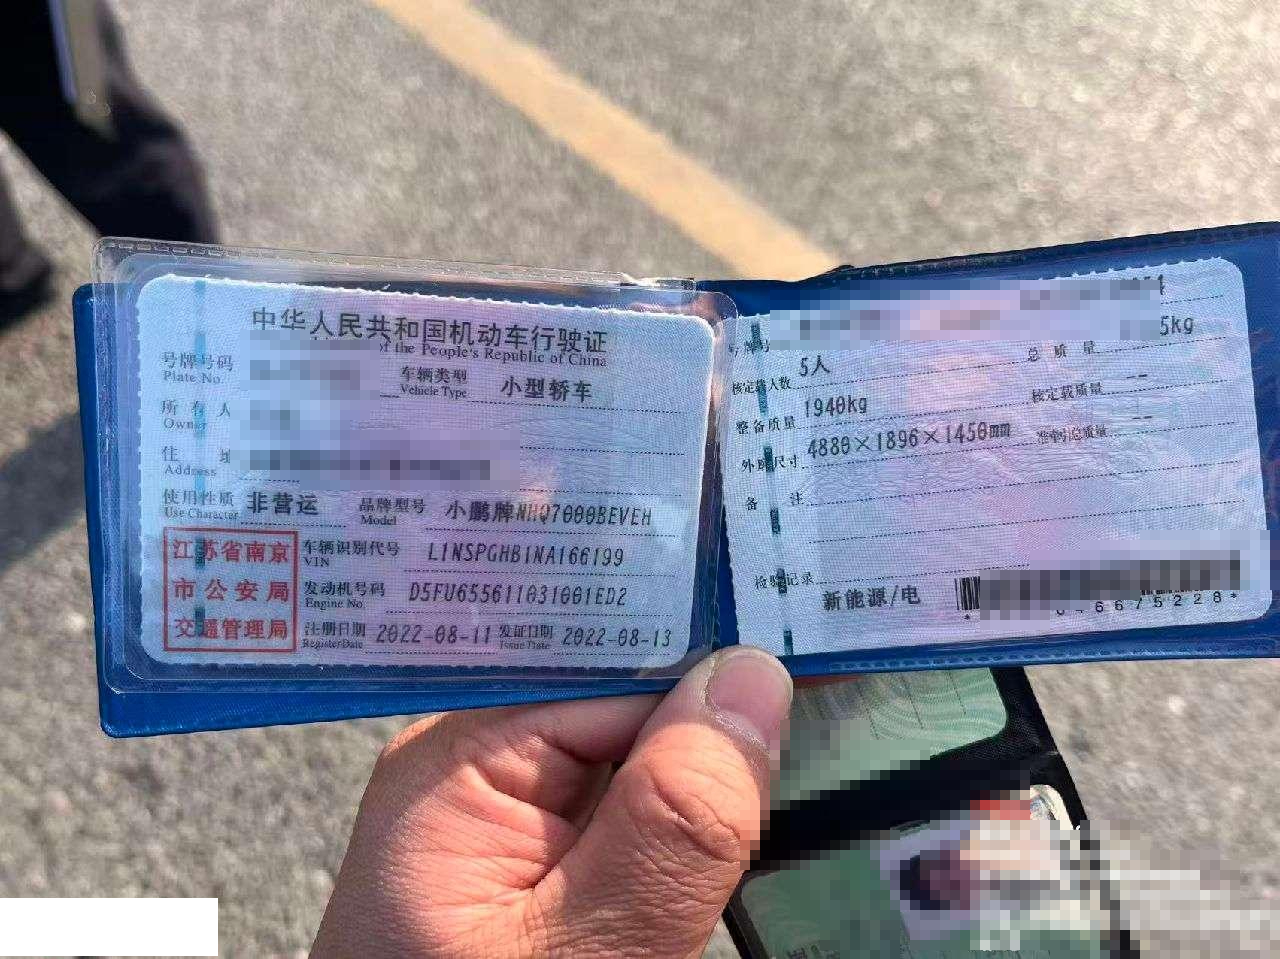 中华人民共和国机动车行驶证
of the People's Republic of China
号牌号码
Plate No.
车辆类型 小型轿车
Vehicle Type
所有人
Owner
住
Address
使用性质 非营运 品牌型号 小鹏牌NHQ7000BEVEH
Use Character Model
江苏省南京
市公安局
交通管理局
车辆识别代号 L1NSPGHB1NA166199
VIN
发动机号码 D5FU655611031001ED2
Engine No.
注册日期 2022-08-11 发证日期 2022-08-13
Register Date Issue Date
核定载人数 5人 总质量 5kg
整备质量 1940kg 核定载质量 --
外廓尺寸 4880×1896×1450mm 准牵引总质量 --
备注
检验记录
新能源/电
046675228*